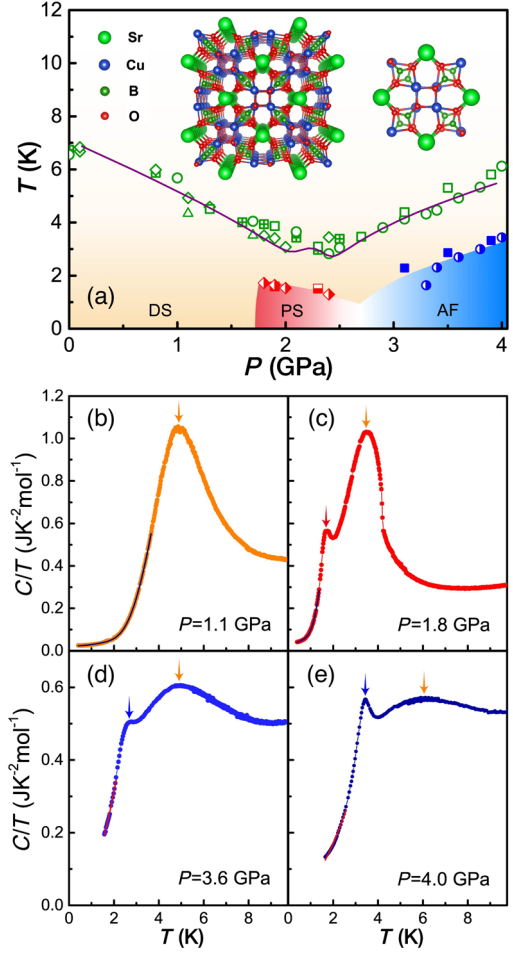 12
10
8
6
4
2
0
T (K)
Sr
Cu
B
O
(a)
DS
PS
AF
0
1
2
3
4
P (GPa)
1.2
1.0
0.8
0.6
0.4
0.2
0.0
C/T (JK⁻²mol⁻¹)
(b)
P=1.1 GPa
(c)
P=1.8 GPa
0.6
0.4
0.2
0
C/T (JK⁻²mol⁻¹)
(d)
P=3.6 GPa
(e)
P=4.0 GPa
0 2 4 6 8
0 2 4 6 8
T (K)
T (K)